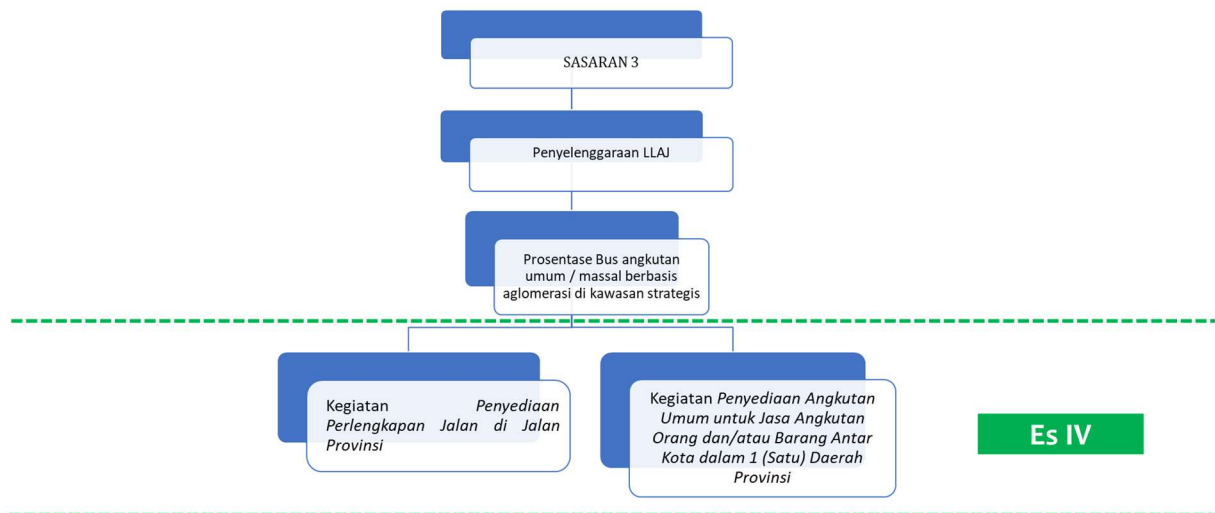 SASARAN 3
Penyelenggaraan LLAJ
Prosentase Bus angkutan
umum / massal berbasis
aglomerasi di kawasan strategis
Kegiatan Penyediaan
Perlengkapan Jalan di Jalan
Provinsi
Kegiatan Penyediaan Angkutan
Umum untuk Jasa Angkutan
Orang dan/atau Barang Antar
Kota dalam 1 (Satu) Daerah
Provinsi
Es IV